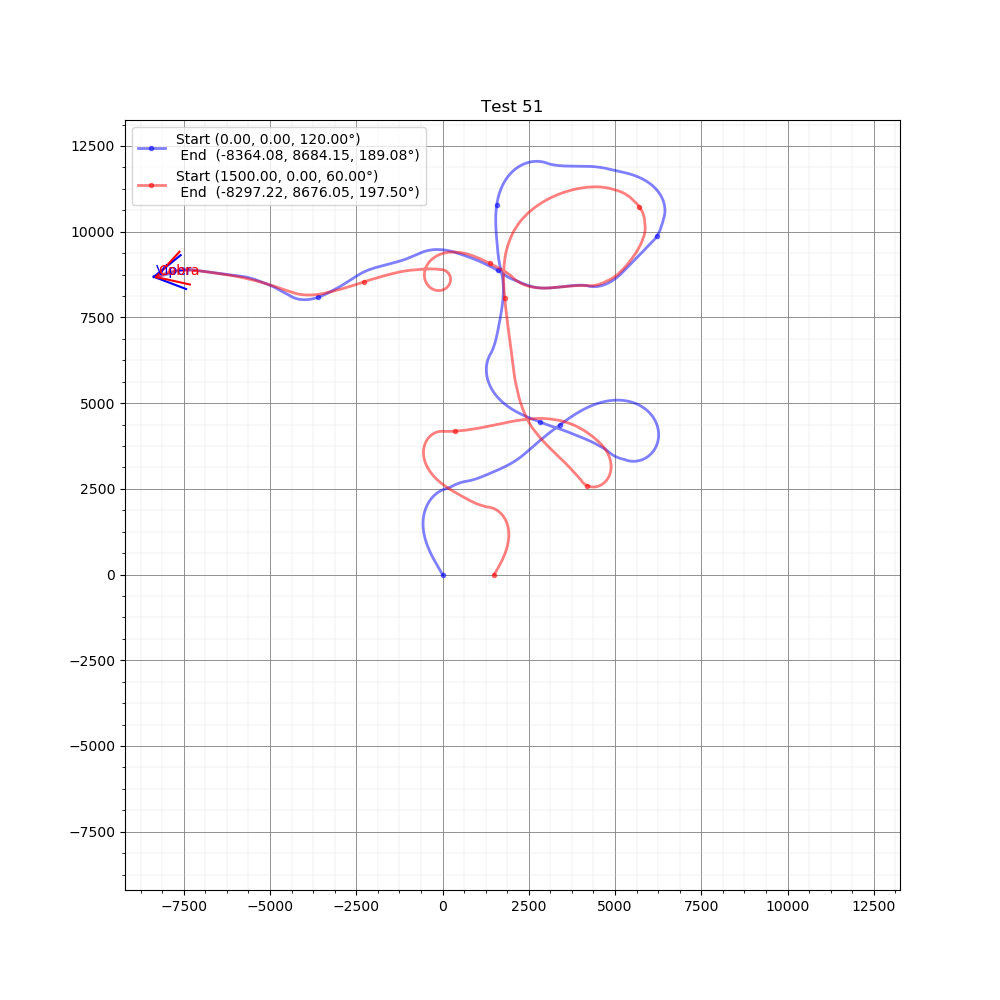 Test 51
Start (0.00, 0.00, 120.00°)
End  (-8364.08, 8684.15, 189.08°)
Start (1500.00, 0.00, 60.00°)
End  (-8297.22, 8676.05, 197.50°)
12500
10000
7500
5000
2500
0
−2500
−5000
−7500
−7500 −5000 −2500 0 2500 5000 7500 10000 12500